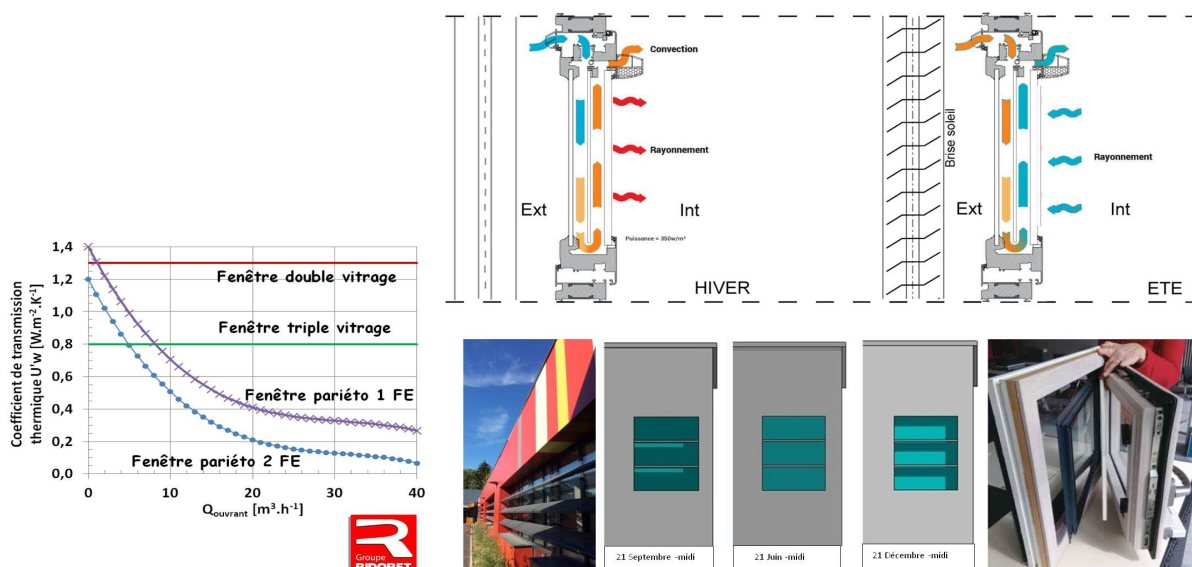 Coefficient de transmission
thermique U'w [W.m-2.K-1]
1,4
1,2
1,0
0,8
0,6
0,4
0,2
0,0
Fenêtre double vitrage
Fenêtre triple vitrage
Fenêtre pariéto 1 FE
Fenêtre pariéto 2 FE
0
10
20
30
40
Qouvrant [m³.h-1]
Groupe
RIDORET
Convection
Rayonnement
Ext
Int
Puissance = 350w/m²
HIVER
Brise soleil
Rayonnement
Ext
Int
ETE
21 Septembre -midi
21 Juin -midi
21 Décembre -midi